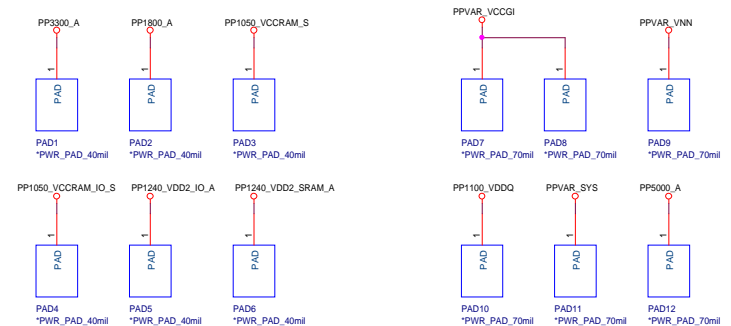 PP3300_A
PP1800_A
PP1050_VCCRAM_S
PPVAR_VCCGI
PPVAR_VNN
1
1
1
1
1
1
PAD
PAD
PAD
PAD
PAD
PAD
PAD1
PAD2
PAD3
PAD7
PAD8
PAD9
*PWR_PAD_40mil
*PWR_PAD_40mil
*PWR_PAD_40mil
*PWR_PAD_70mil
*PWR_PAD_70mil
*PWR_PAD_70mil
PP1050_VCCRAM_IO_S
PP1240_VDD2_IO_A
PP1240_VDD2_SRAM_A
PP1100_VDDQ
PPVAR_SYS
PP5000_A
1
1
1
1
1
1
PAD
PAD
PAD
PAD
PAD
PAD
PAD4
PAD5
PAD6
PAD10
PAD11
PAD12
*PWR_PAD_40mil
*PWR_PAD_40mil
*PWR_PAD_40mil
*PWR_PAD_70mil
*PWR_PAD_70mil
*PWR_PAD_70mil